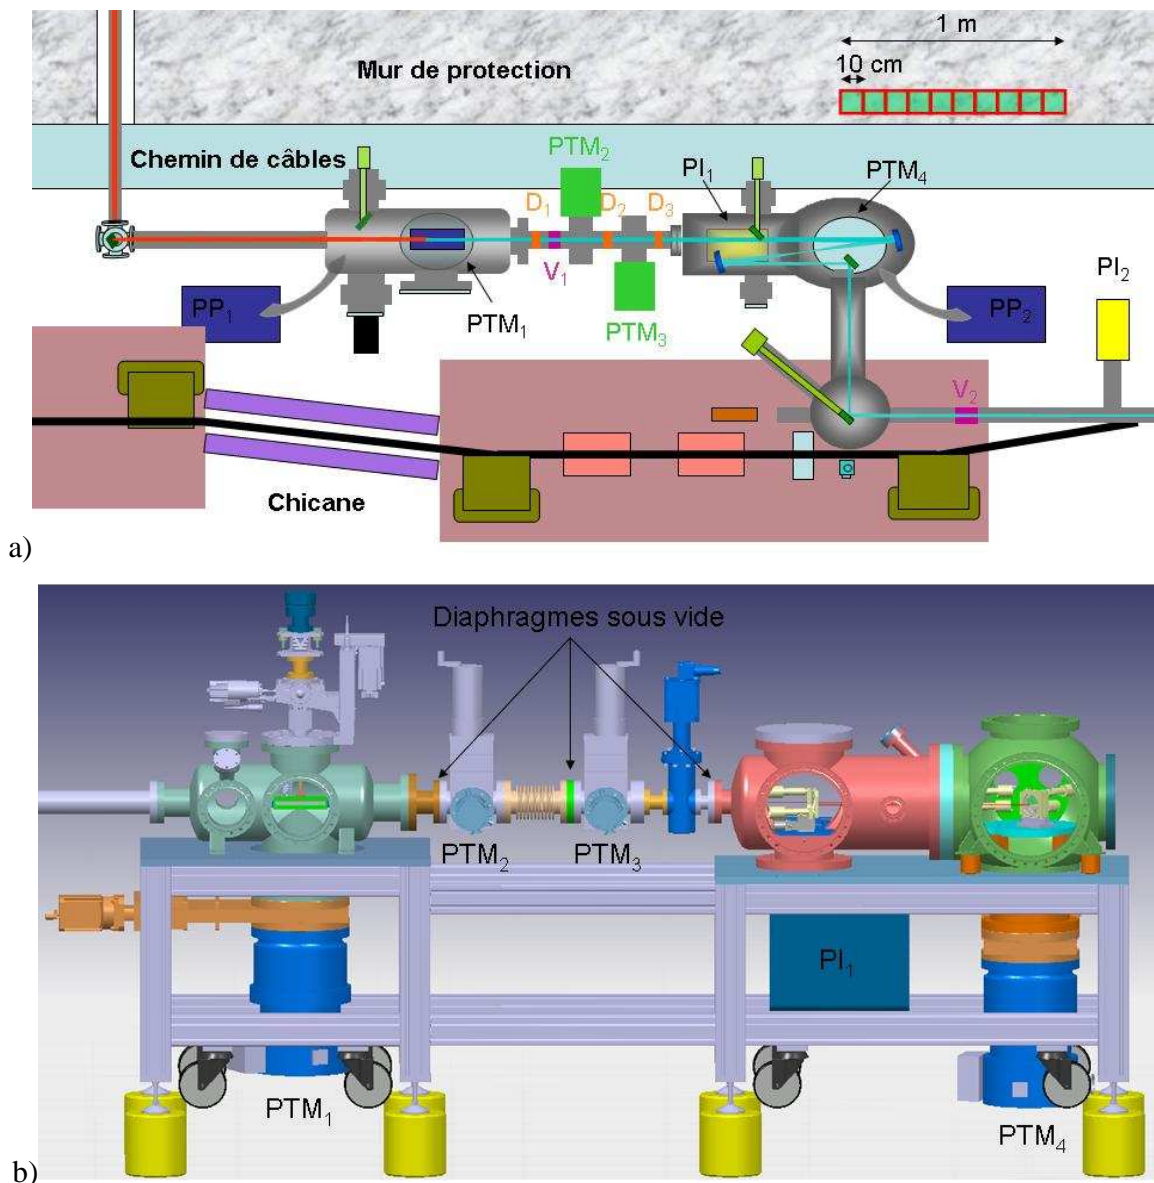 1 m
10 cm
Mur de protection
Chemin de câbles
PTM₂
PI₁
PTM₄
D₁
D₂
D₃
V₁
PTM₃
PTM₁
PP₁
PP₂
PI₂
V₂
Chicane
a)
Diaphragmes sous vide
PTM₂
PTM₃
PI₁
PTM₁
PTM₄
b)